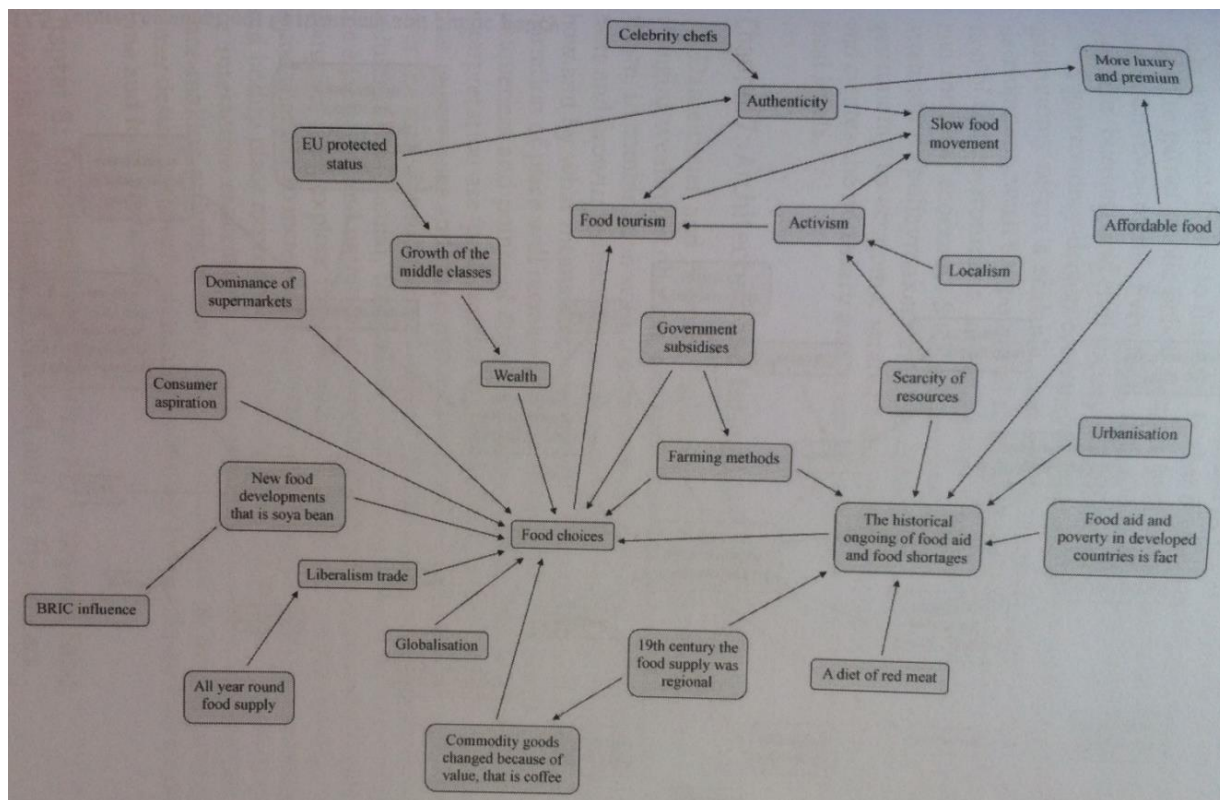 Celebrity chefs
More luxury
and premium
Authenticity
Slow food
movement
EU protected
status
Food tourism
Activism
Affordable food
Growth of the
middle classes
Localism
Dominance of
supermarkets
Government
subsidises
Wealth
Scarcity of
resources
Consumer
aspiration
Urbanisation
Farming methods
New food
developments
that is soya bean
Food choices
The historical
ongoing of food aid
and food shortages
Food aid and
poverty in developed
countries is fact
Liberalism trade
BRIC influence
Globalisation
19th century the
food supply was
regional
A diet of red meat
All year round
food supply
Commodity goods
changed because of
value, that is coffee